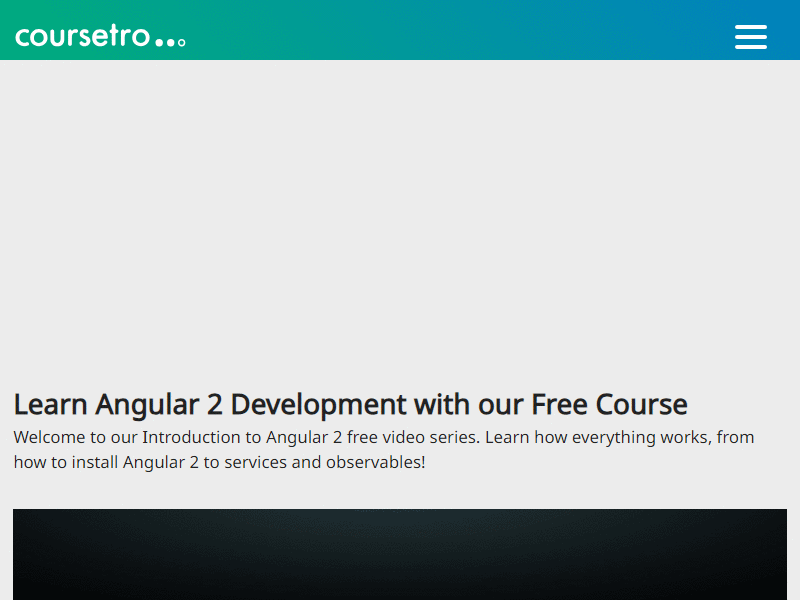 coursetro
Learn Angular 2 Development with our Free Course
Welcome to our Introduction to Angular 2 free video series. Learn how everything works, from
how to install Angular 2 to services and observables!